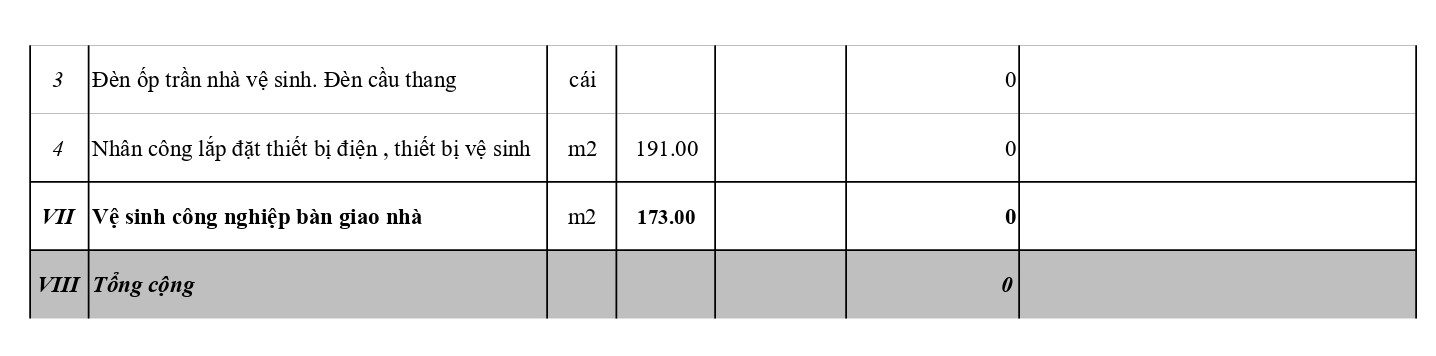 3 Đèn ốp trần nhà vệ sinh. Đèn cầu thang cái 0
4 Nhân công lắp đặt thiết bị điện , thiết bị vệ sinh m2 191.00 0
VII Vệ sinh công nghiệp bàn giao nhà m2 173.00 0
VIII Tổng cộng 0